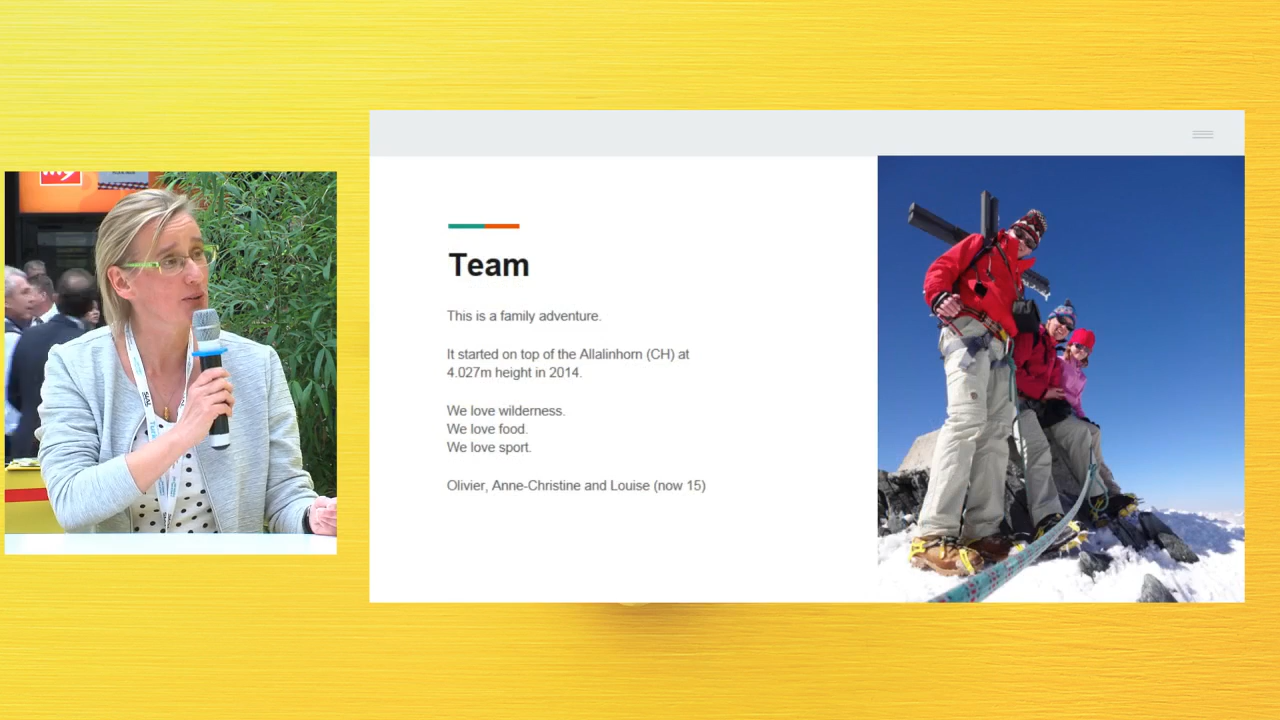 Team
This is a family adventure.
It started on top of the Allalinhorn (CH) at
4.027m height in 2014.
We love wilderness.
We love food.
We love sport.
Olivier, Anne-Christine and Louise (now 15)